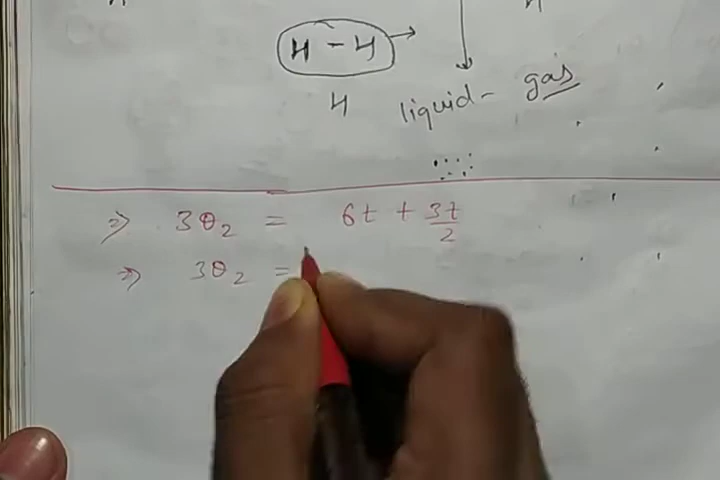 H - H →
H
liquid - gas
⇒ 3θ₂ = 6t + 3t/2
⇒ 3θ₂ =